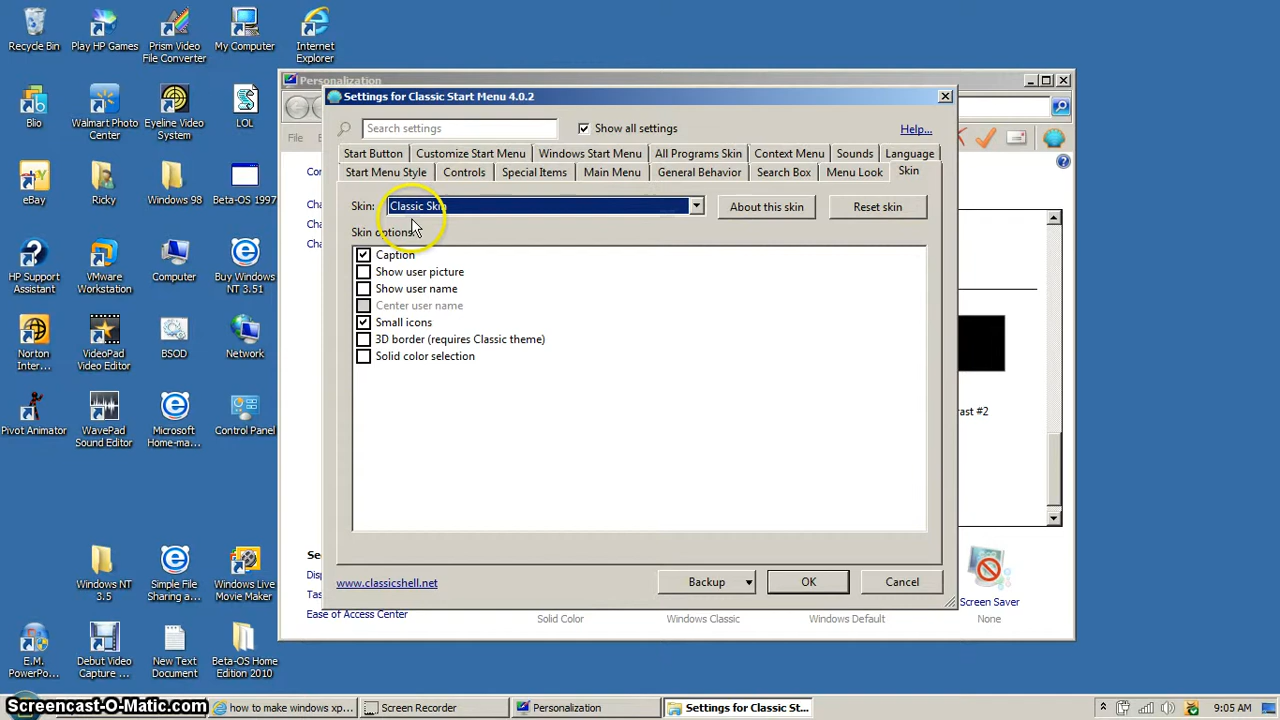 Recycle Bin
Play HP Games
Prism Video File Converter
My Computer
Internet Explorer
Blio
Walmart Photo Center
Eyeline Video System
LOL
eBay
Ricky
Windows 98
Beta-OS 1997
HP Support Assistant
VMware Workstation
Computer
Buy Windows NT 3.51
Norton Inter...
VideoPad Video Editor
BSOD
Network
Pivot Animator
WavePad Sound Editor
Microsoft Home-ma...
Control Panel
Windows NT 3.5
Simple File Sharing a...
Windows Live Movie Maker
E.M. PowerPo...
Debut Video Capture ...
New Text Document
Beta-OS Home Edition 2010
Personalization
File
Settings for Classic Start Menu 4.0.2
Search settings
Show all settings
Help...
Start Button
Customize Start Menu
Windows Start Menu
All Programs Skin
Context Menu
Sounds
Language
Start Menu Style
Controls
Special Items
Main Menu
General Behavior
Search Box
Menu Look
Skin
Skin:
Classic Skin
About this skin
Reset skin
Skin options:
Caption
Show user picture
Show user name
Center user name
Small icons
3D border (requires Classic theme)
Solid color selection
www.classicshell.net
Backup
OK
Cancel
Ease of Access Center
Solid Color
Windows Classic
Windows Default
Screen Saver
None
Screencast-O-Matic.com
how to make windows xp...
Screen Recorder
Personalization
Settings for Classic St...
9:05 AM